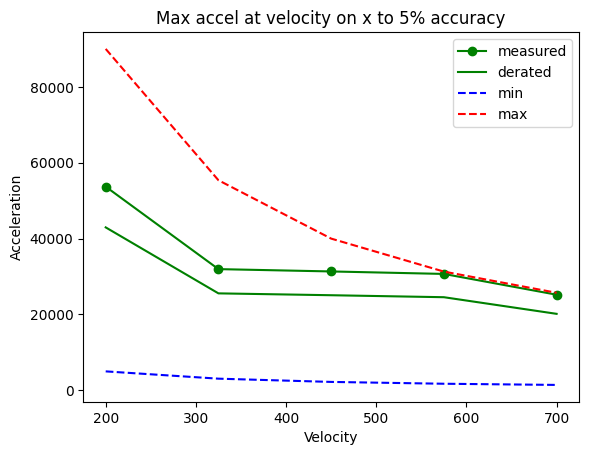 Max accel at velocity on x to 5% accuracy
measured
derated
min
max
Acceleration
80000
60000
40000
20000
0
200
300
400
500
600
700
Velocity